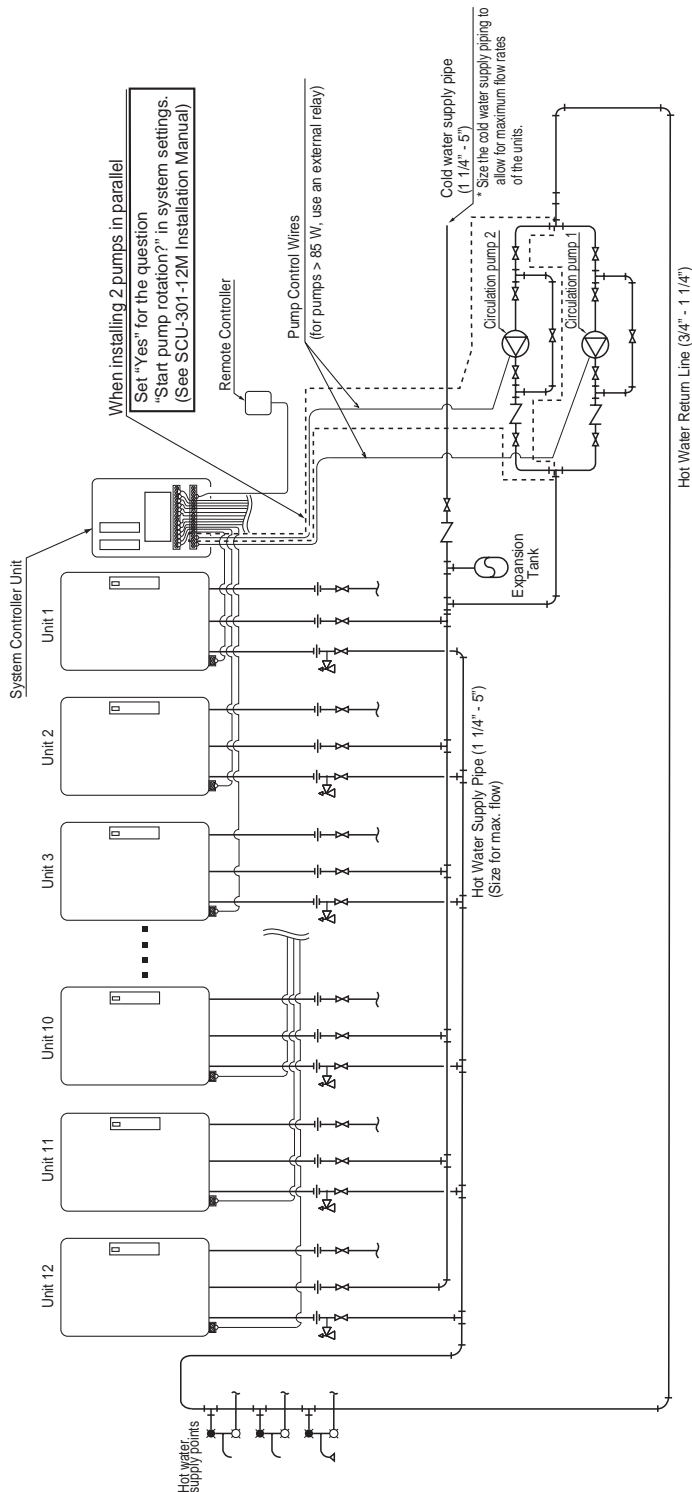 System Controller Unit
When installing 2 pumps in parallel
Set “Yes” for the question
“Start pump rotation?” in system settings.
(See SCU-301-12M Installation Manual)
Remote Controller
Pump Control Wires
(for pumps > 85 W, use an external relay)
Cold water supply pipe
(1 1/4” - 5”)
* Size the cold water supply piping to
allow for maximum flow rates
of the units.
Circulation pump 2
Circulation pump 1
Expansion
Tank
Hot Water Return Line (3/4” - 1 1/4”)
Hot Water Supply Pipe (1 1/4” - 5”)
(Size for max. flow)
Unit 1
Unit 2
Unit 3
Unit 10
Unit 11
Unit 12
Hot water
supply points